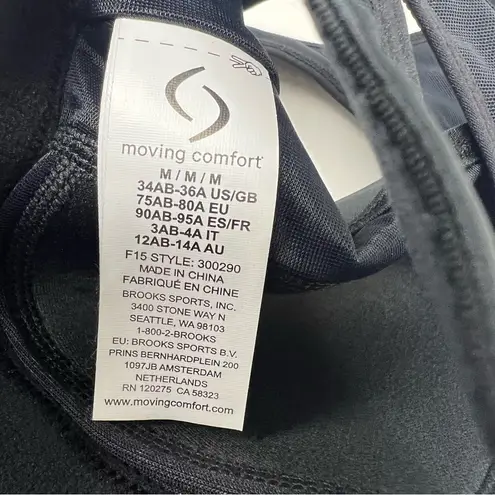 moving comfort
M / M / M
34AB-36A US/GB
75AB-80A EU
90AB-95A ES/FR
3AB-4A IT
12AB-14A AU
F15 STYLE: 300290
MADE IN CHINA
FABRIQUÉ EN CHINE
BROOKS SPORTS, INC.
3400 STONE WAY N
SEATTLE, WA 98103
1-800-2-BROOKS
EU: BROOKS SPORTS B.V.
PRINS BERNHARDPLEIN 200
1097JB AMSTERDAM
NETHERLANDS
RN 120275 CA 58323
www.movingcomfort.com